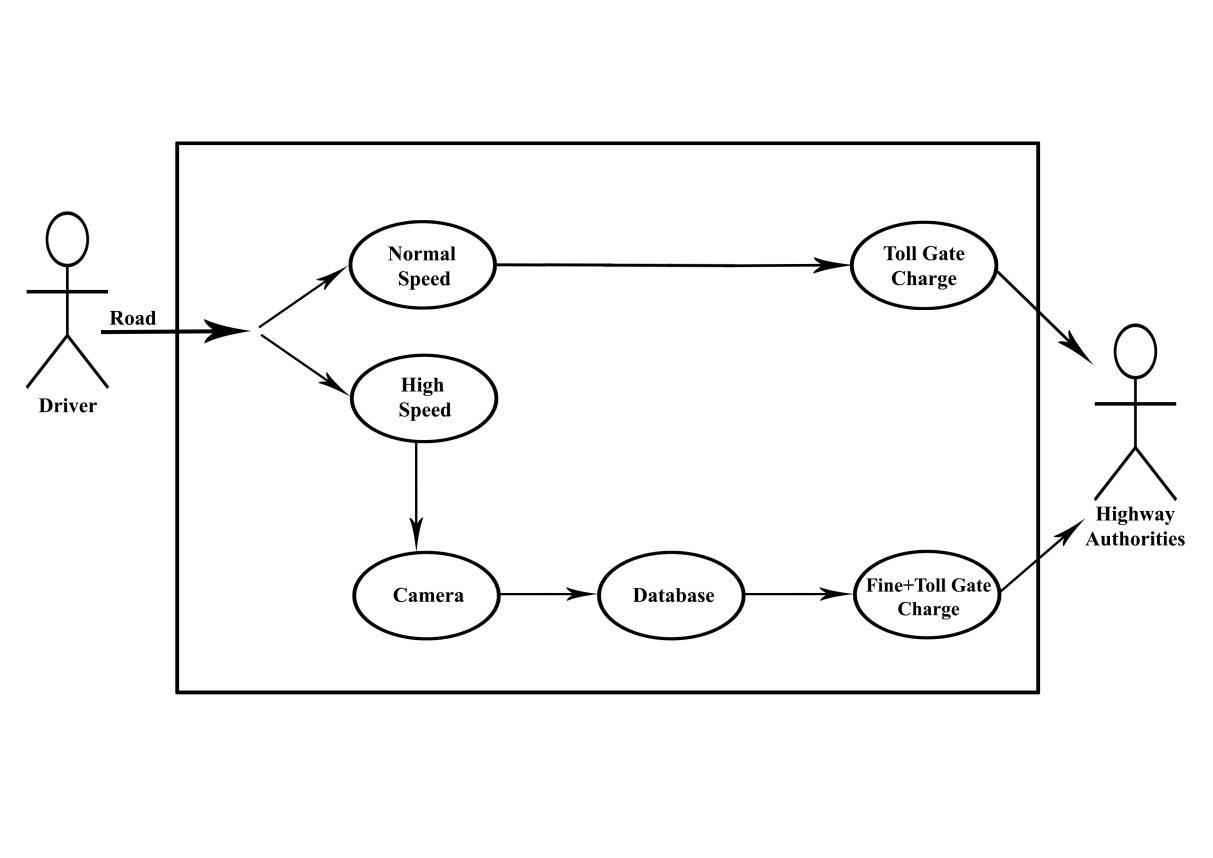 Road
Driver
Normal
Speed
High
Speed
Camera
Database
Toll Gate
Charge
Fine+Toll Gate
Charge
Highway
Authorities